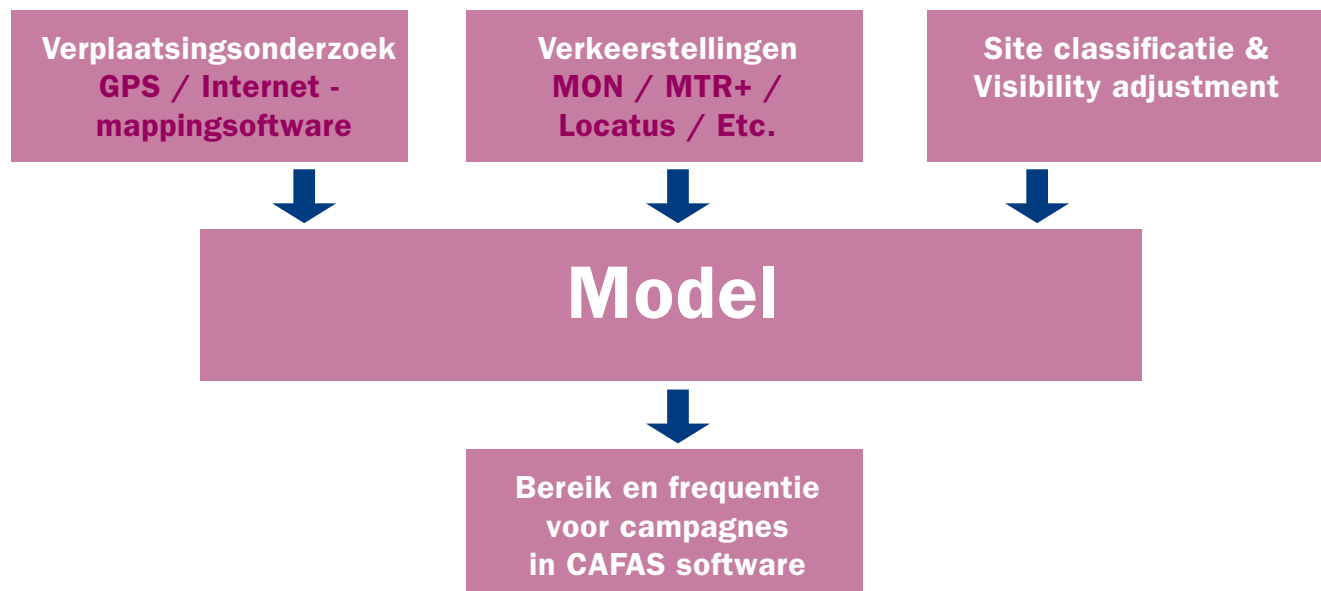 Verplaatsingsonderzoek
GPS / Internet -
mappingsoftware
Verkeerstellingen
MON / MTR+ /
Locatus / Etc.
Site classificatie &
Visibility adjustment
Model
Bereik en frequentie
voor campagnes
in CAFAS software